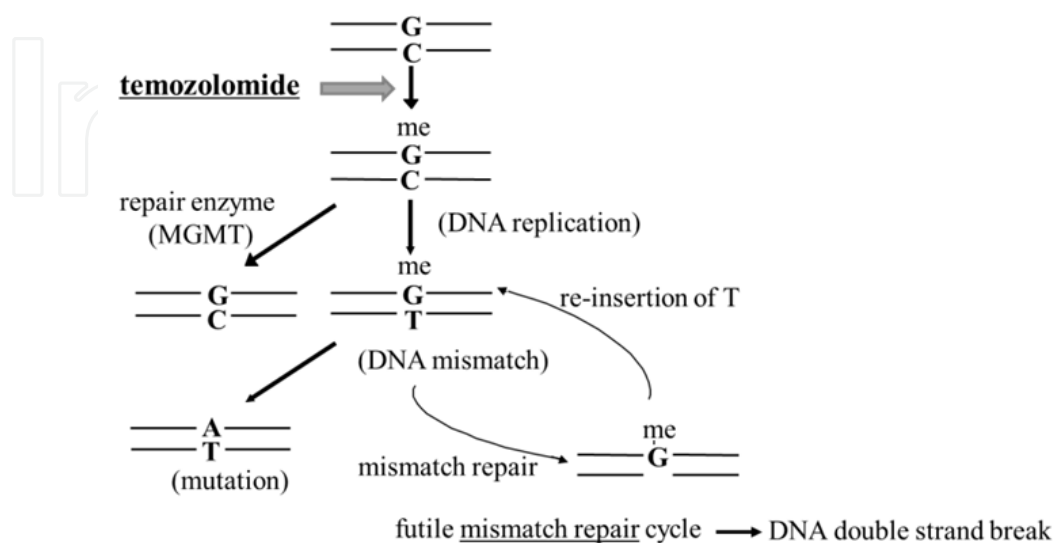 G
C
temozolomide
me
G
C
repair enzyme
(MGMT)
(DNA replication)
me
G
C
G
T
re-insertion of T
(DNA mismatch)
A
T
(mutation)
mismatch repair
me
G
futile mismatch repair cycle
DNA double strand break